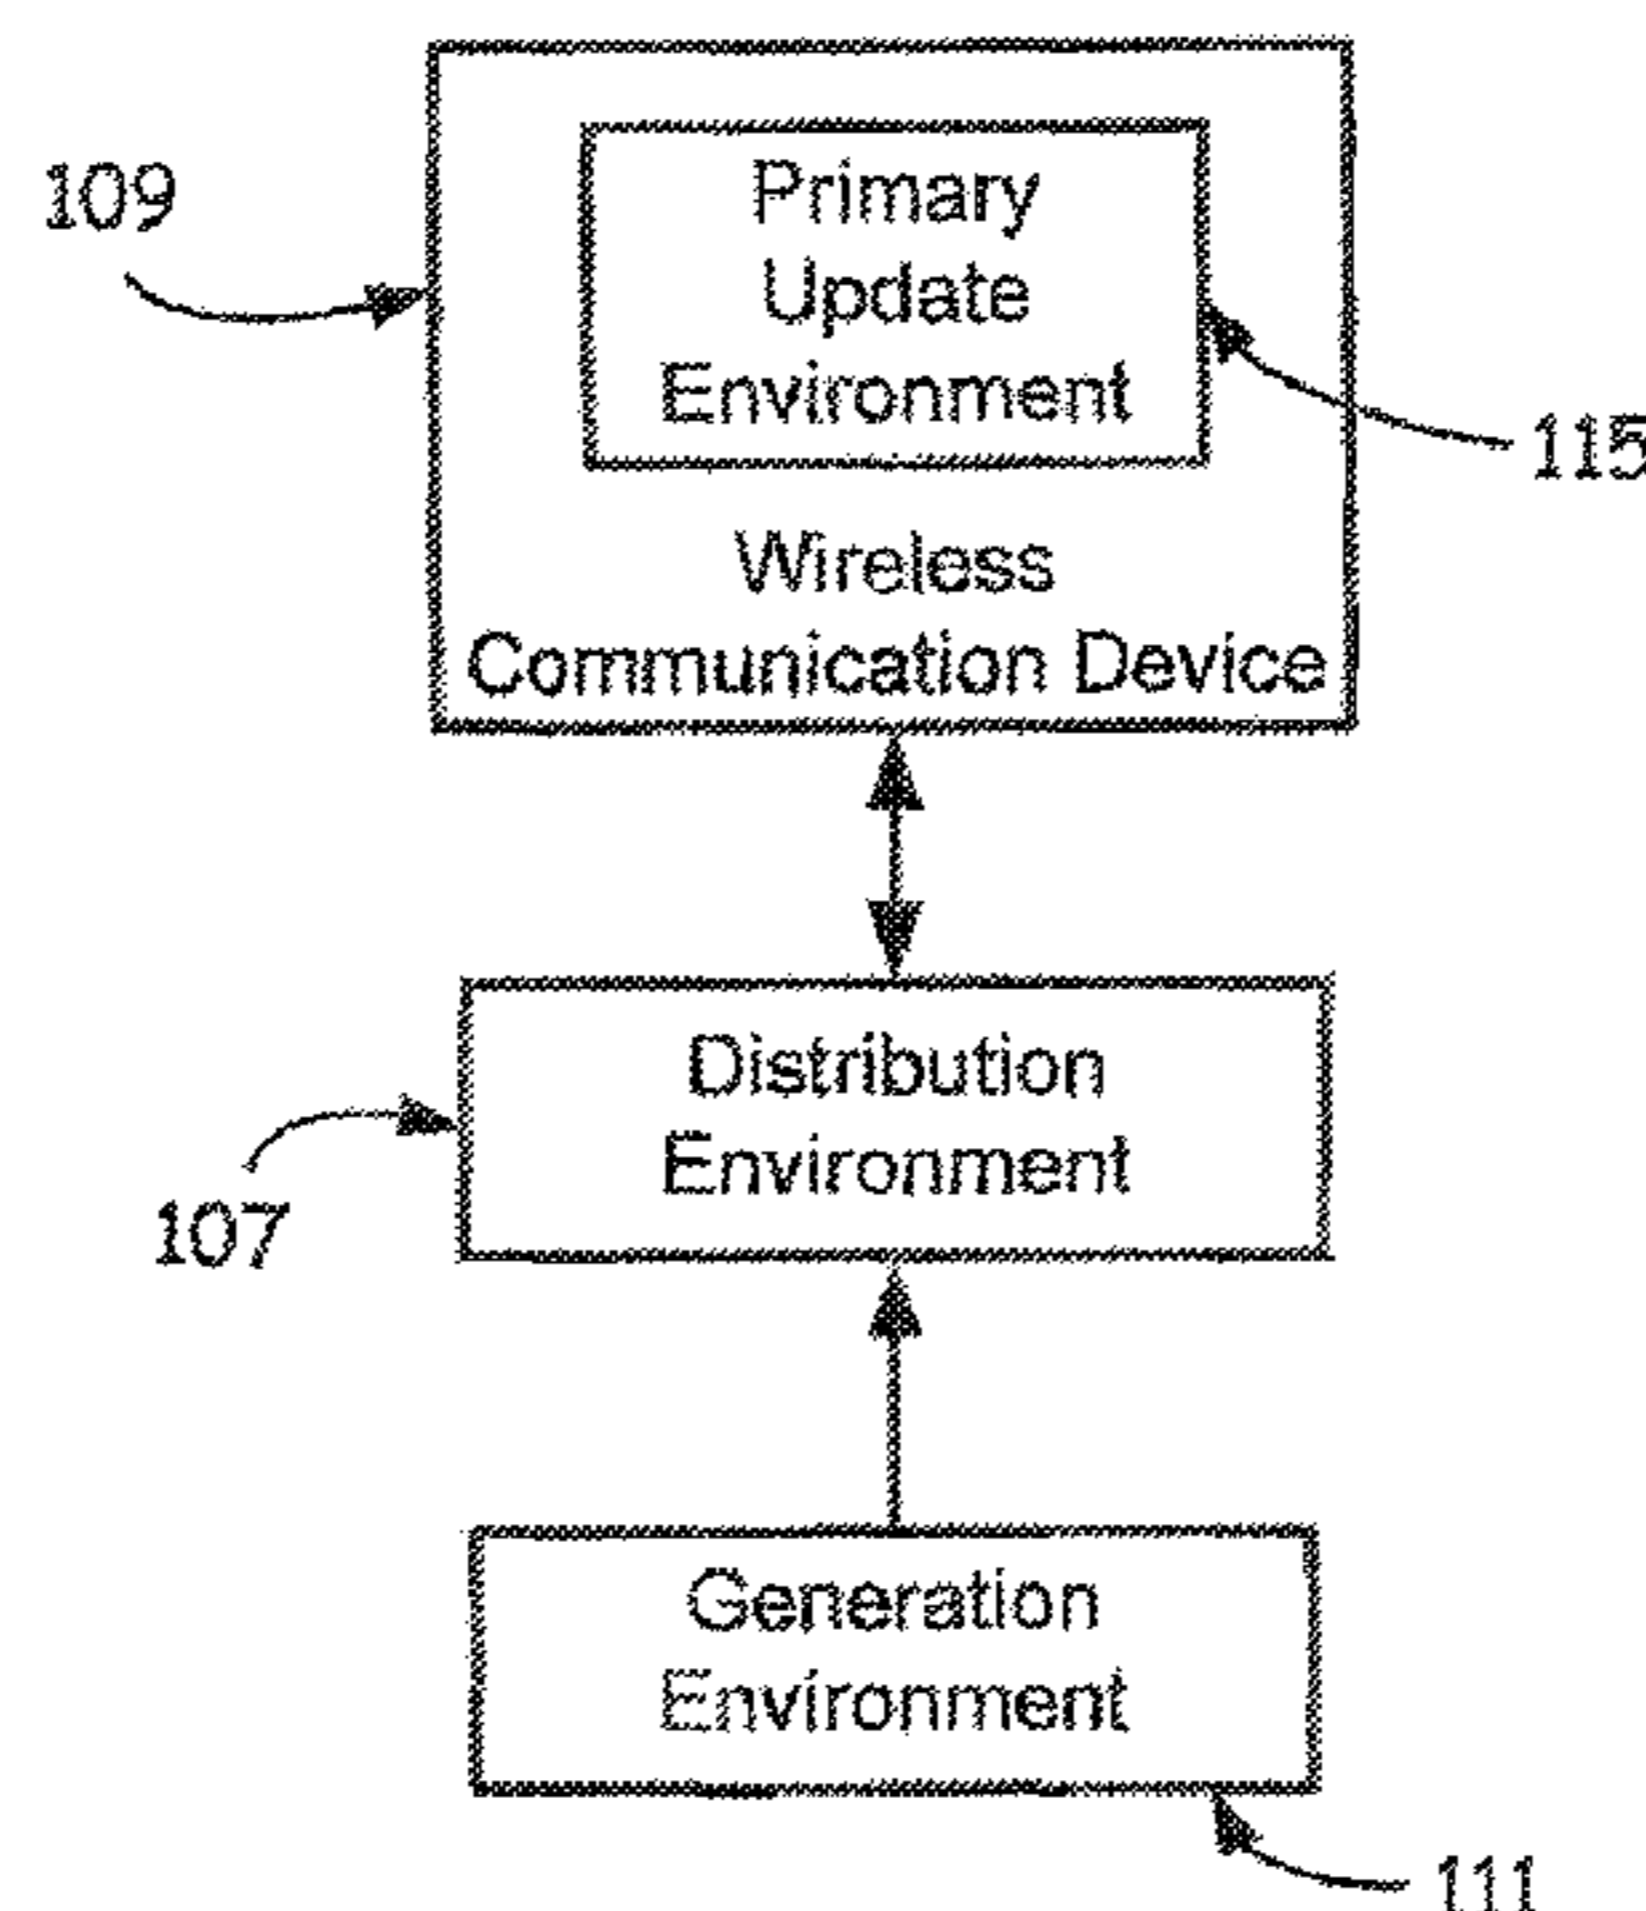 109
Primary
Update
Environment
115
Wireless
Communication Device
Distribution
Environment
107
Generation
Environment
111